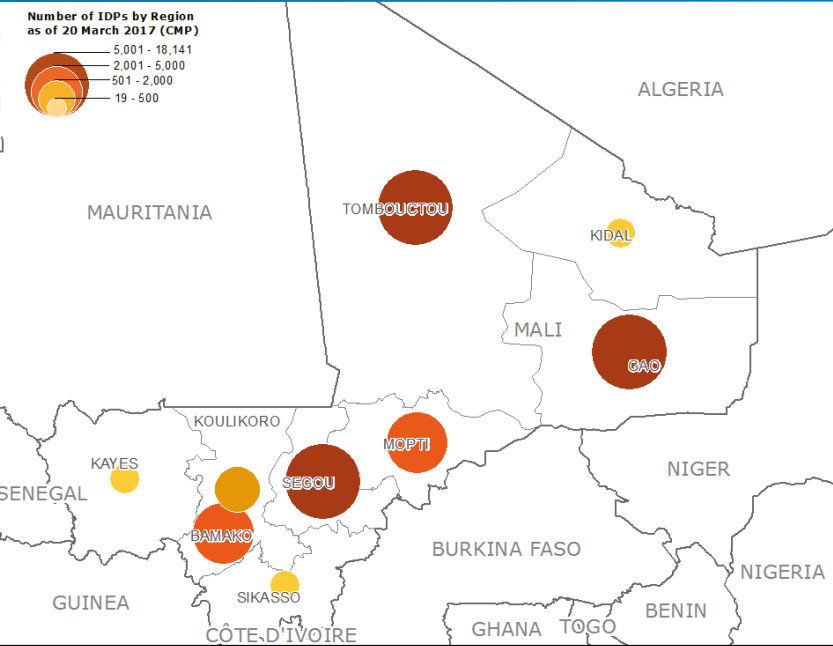 Number of IDPs by Region
as of 20 March 2017 (CMP)
5,001 - 18,141
2,001 - 5,000
501 - 2,000
19 - 500
ALGERIA
MAURITANIA
TOMBOUCTOU
KIDAL
MALI
GAO
KOULIKORO
MOPTI
KAYES
SEGOU
NIGER
SENEGAL
BAMAKO
BURKINA FASO
NIGERIA
SIKASSO
GUINEA
BENIN
CÔTE D'IVOIRE
GHANA
TOGO